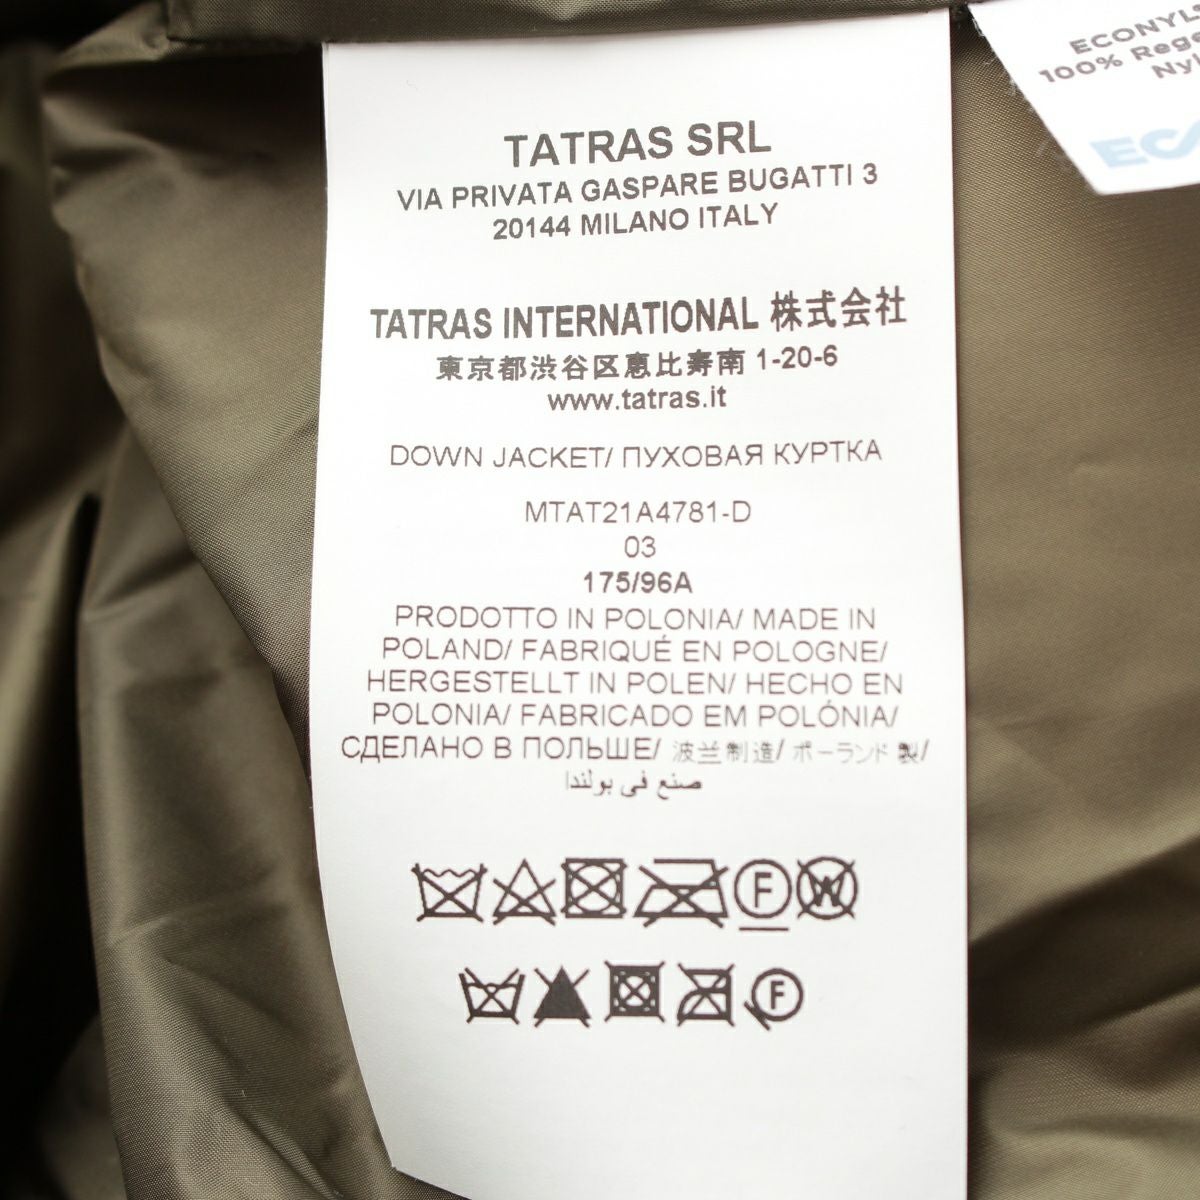 TATRAS SRL
VIA PRIVATA GASPARE BUGATTI 3
20144 MILANO ITALY
TATRAS INTERNATIONAL 株式会社
東京都渋谷区恵比寿南 1-20-6
www.tatras.it
DOWN JACKET/ ПУХОВАЯ КУРТКА
MTAT21A4781-D
03
175/96A
PRODOTTO IN POLONIA/ MADE IN
POLAND/ FABRIQUÉ EN POLOGNE/
HERGESTELLT IN POLEN/ HECHO EN
POLONIA/ FABRICADO EM POLÓNIA/
СДЕЛАНО В ПОЛЬШЕ/ 波兰制造/ ポーランド 製/
صنع في بولندا
F W
F
ECONYL
100%